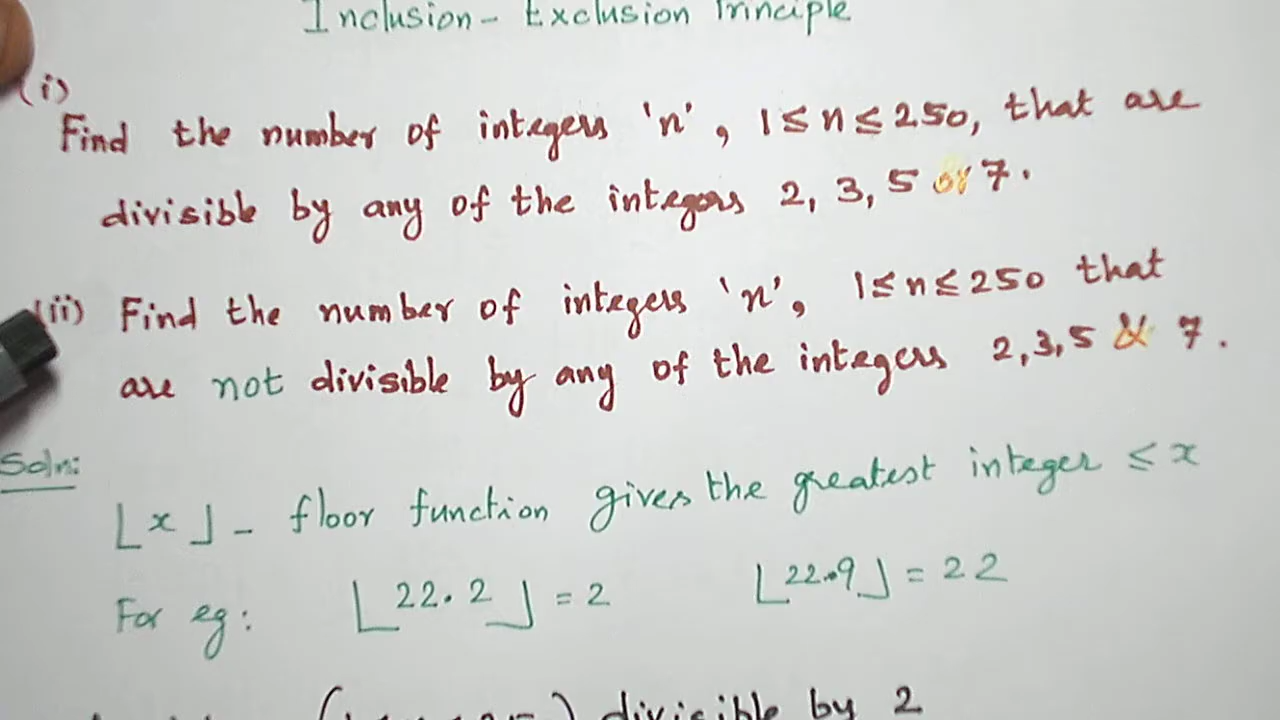 Inclusion - Exclusion Principle
(i)
Find the number of integers 'n', 1 ≤ n ≤ 250, that are
divisible by any of the integers 2, 3, 5 or 7.
(ii) Find the number of integers 'n', 1 ≤ n ≤ 250 that
are not divisible by any of the integers 2, 3, 5 & 7.
Soln:
⌊x⌋ - floor function gives the greatest integer ≤ x
For eg: ⌊22.2⌋ = 2 ⌊22.9⌋ = 22
divisible by 2